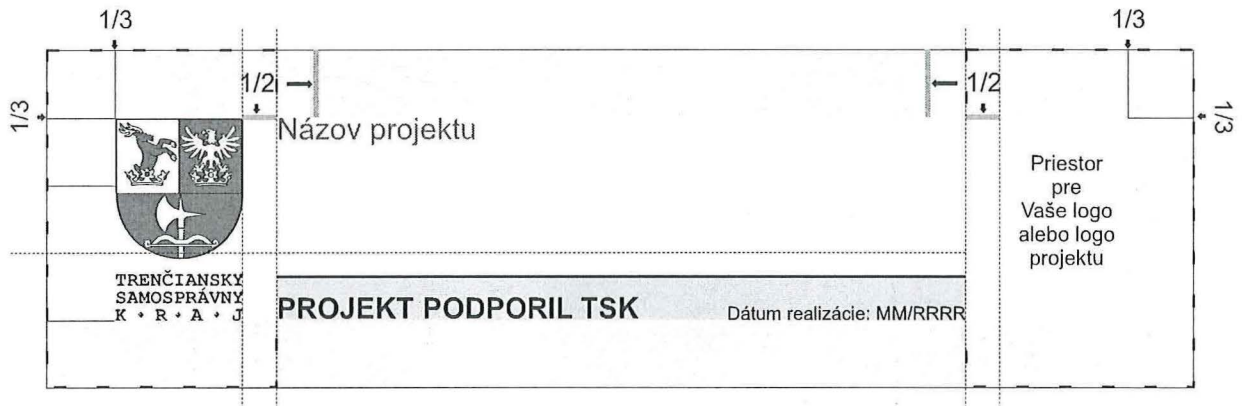 1/3
1/3
1/2
1/2
1/3
1/3
Názov projektu
Priestor
pre
Vaše logo
alebo logo
projektu
TRENČIANSKY
SAMOSPRÁVNY
K • R • A • J
PROJEKT PODPORIL TSK
Dátum realizácie: MM/RRRR